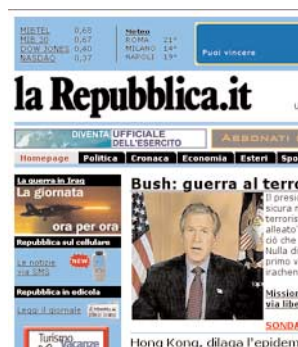 MIBTEL 0,68
MIB 30 0,67
DOW JONES 0,40
NASDAQ 0,37
Meteo
ROMA 21°
MILANO 14°
NAPOLI 19°
Puoi vincere
la Repubblica.it
DIVENTA UFFICIALE
DELL'ESERCITO
ABBONATI
Homepage Politica Cronaca Economia Esteri Spo
La guerra in Iraq
La giornata
ora per ora
Repubblica sul cellulare
Le notizie
via SMS
NEW
Repubblica in edicola
Leggi il giornale
Turismo
Vacanze
Bush: guerra al terro
Il presi
sicura n
terroris
alleato"
ciò che
Nulla di
primo v
irachen
Mission
via libe
SONDA
Hong Kong, dilaga l'epidem